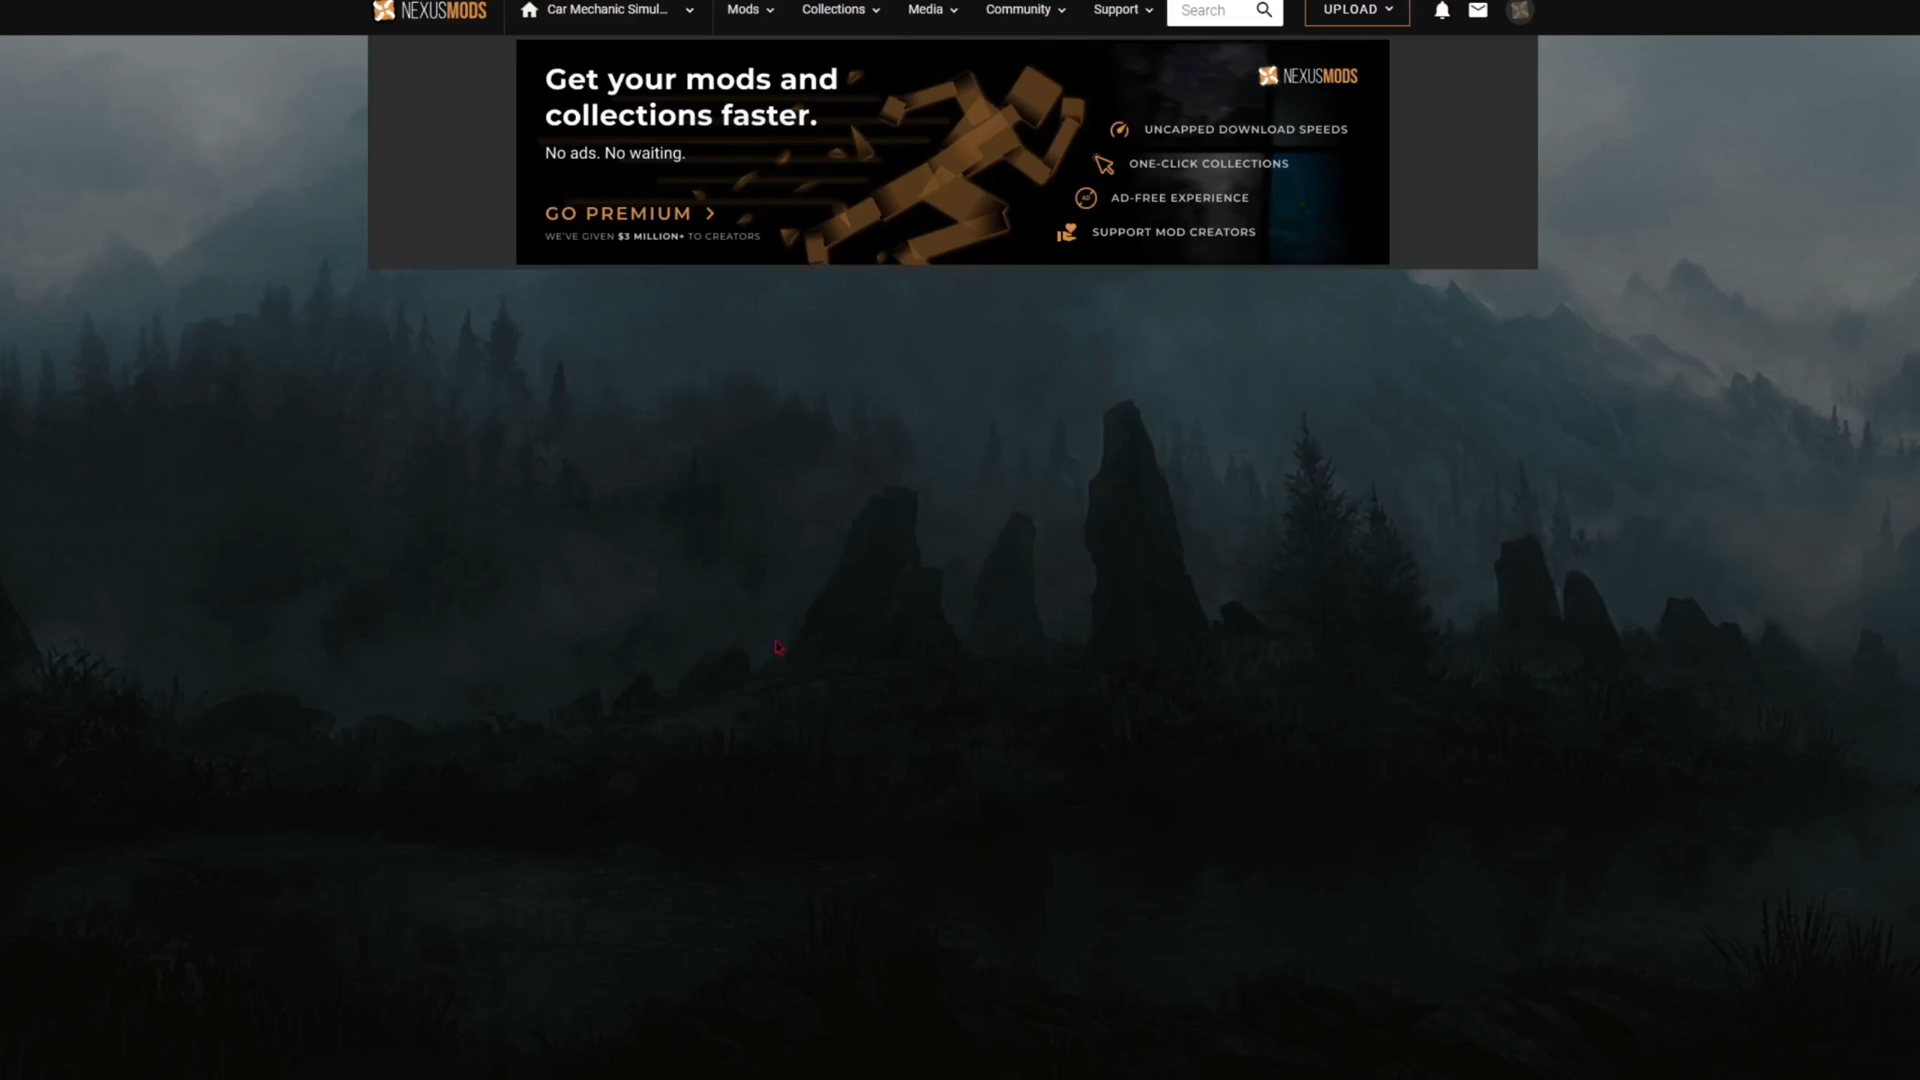 NEXUSMODS
Car Mechanic Simul...
Mods
Collections
Media
Community
Support
Search
UPLOAD
Get your mods and
collections faster.
No ads. No waiting.
GO PREMIUM
WE'VE GIVEN $3 MILLION+ TO CREATORS
NEXUSMODS
UNCAPPED DOWNLOAD SPEEDS
ONE-CLICK COLLECTIONS
AD
AD-FREE EXPERIENCE
SUPPORT MOD CREATORS